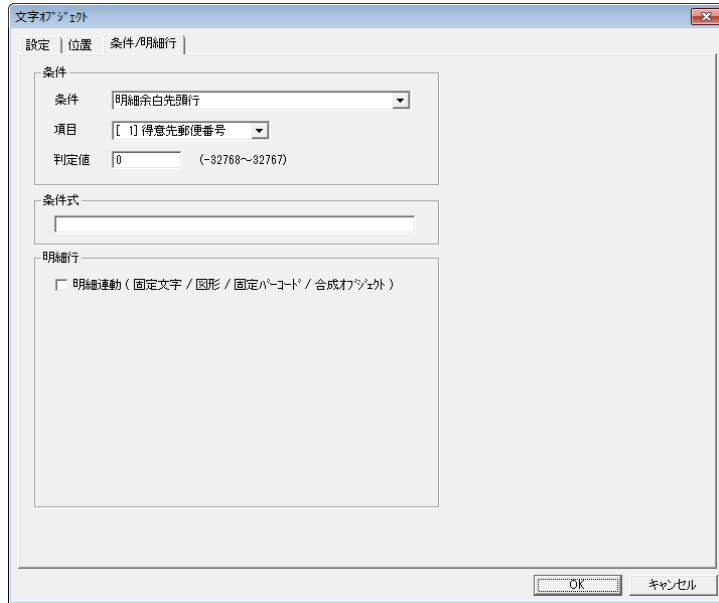 文字ｵﾌﾞｼﾞｪｸﾄ
設定 位置 条件/明細行
条件
条件 明細余白先頭行
項目 [ 1] 得意先郵便番号
判定値 0 (-32768～32767)
条件式
明細行
明細連動 ( 固定文字 / 図形 / 固定ﾊﾞｰｺｰﾄﾞ / 合成ｵﾌﾞｼﾞｪｸﾄ )
OK キャンセル